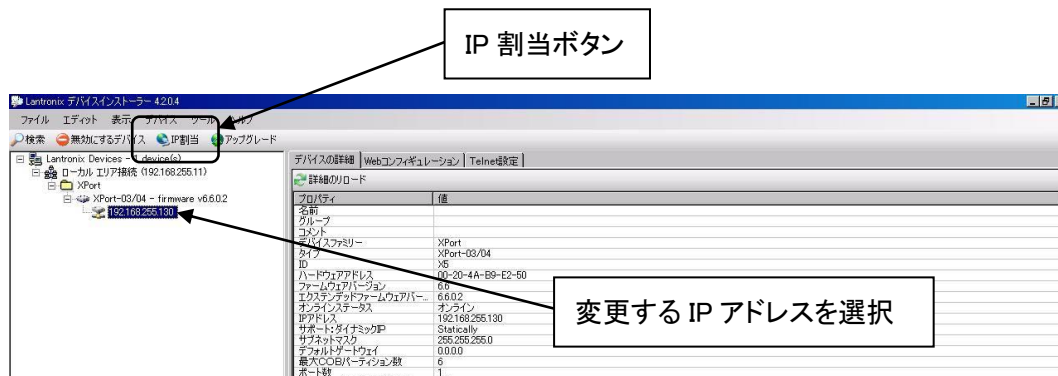 IP 割当ボタン
Lantronix デバイスインストーラー 4.2.0.4
ファイル エディット 表示 デバイス ツール ヘルプ
検索 無効にするデバイス IP割当 アップグレード
Lantronix Devices - 1 device(s)
ローカル エリア接続 (192.168.255.11)
XPort
XPort-03/04 - firmware v6.6.0.2
192.168.255.130
デバイスの詳細 Webコンフィギュレーション Telnet設定
詳細のリロード
プロパティ 値
名前
グループ
コメント
デバイスファミリー XPort
タイプ XPort-03/04
ID X5
ハードウェアアドレス 00-20-4A-B9-E2-50
ファームウェアバージョン 6.6
エクステンデッドファームウェアバー... 6.6.0.2
オンラインステータス オンライン
IPアドレス 192.168.255.130
サポート:ダイナミックIP Statically
サブネットマスク 255.255.255.0
デフォルトゲートウェイ 0.0.0.0
最大COBパーティション数 6
ポート数 1
変更する IP アドレスを選択